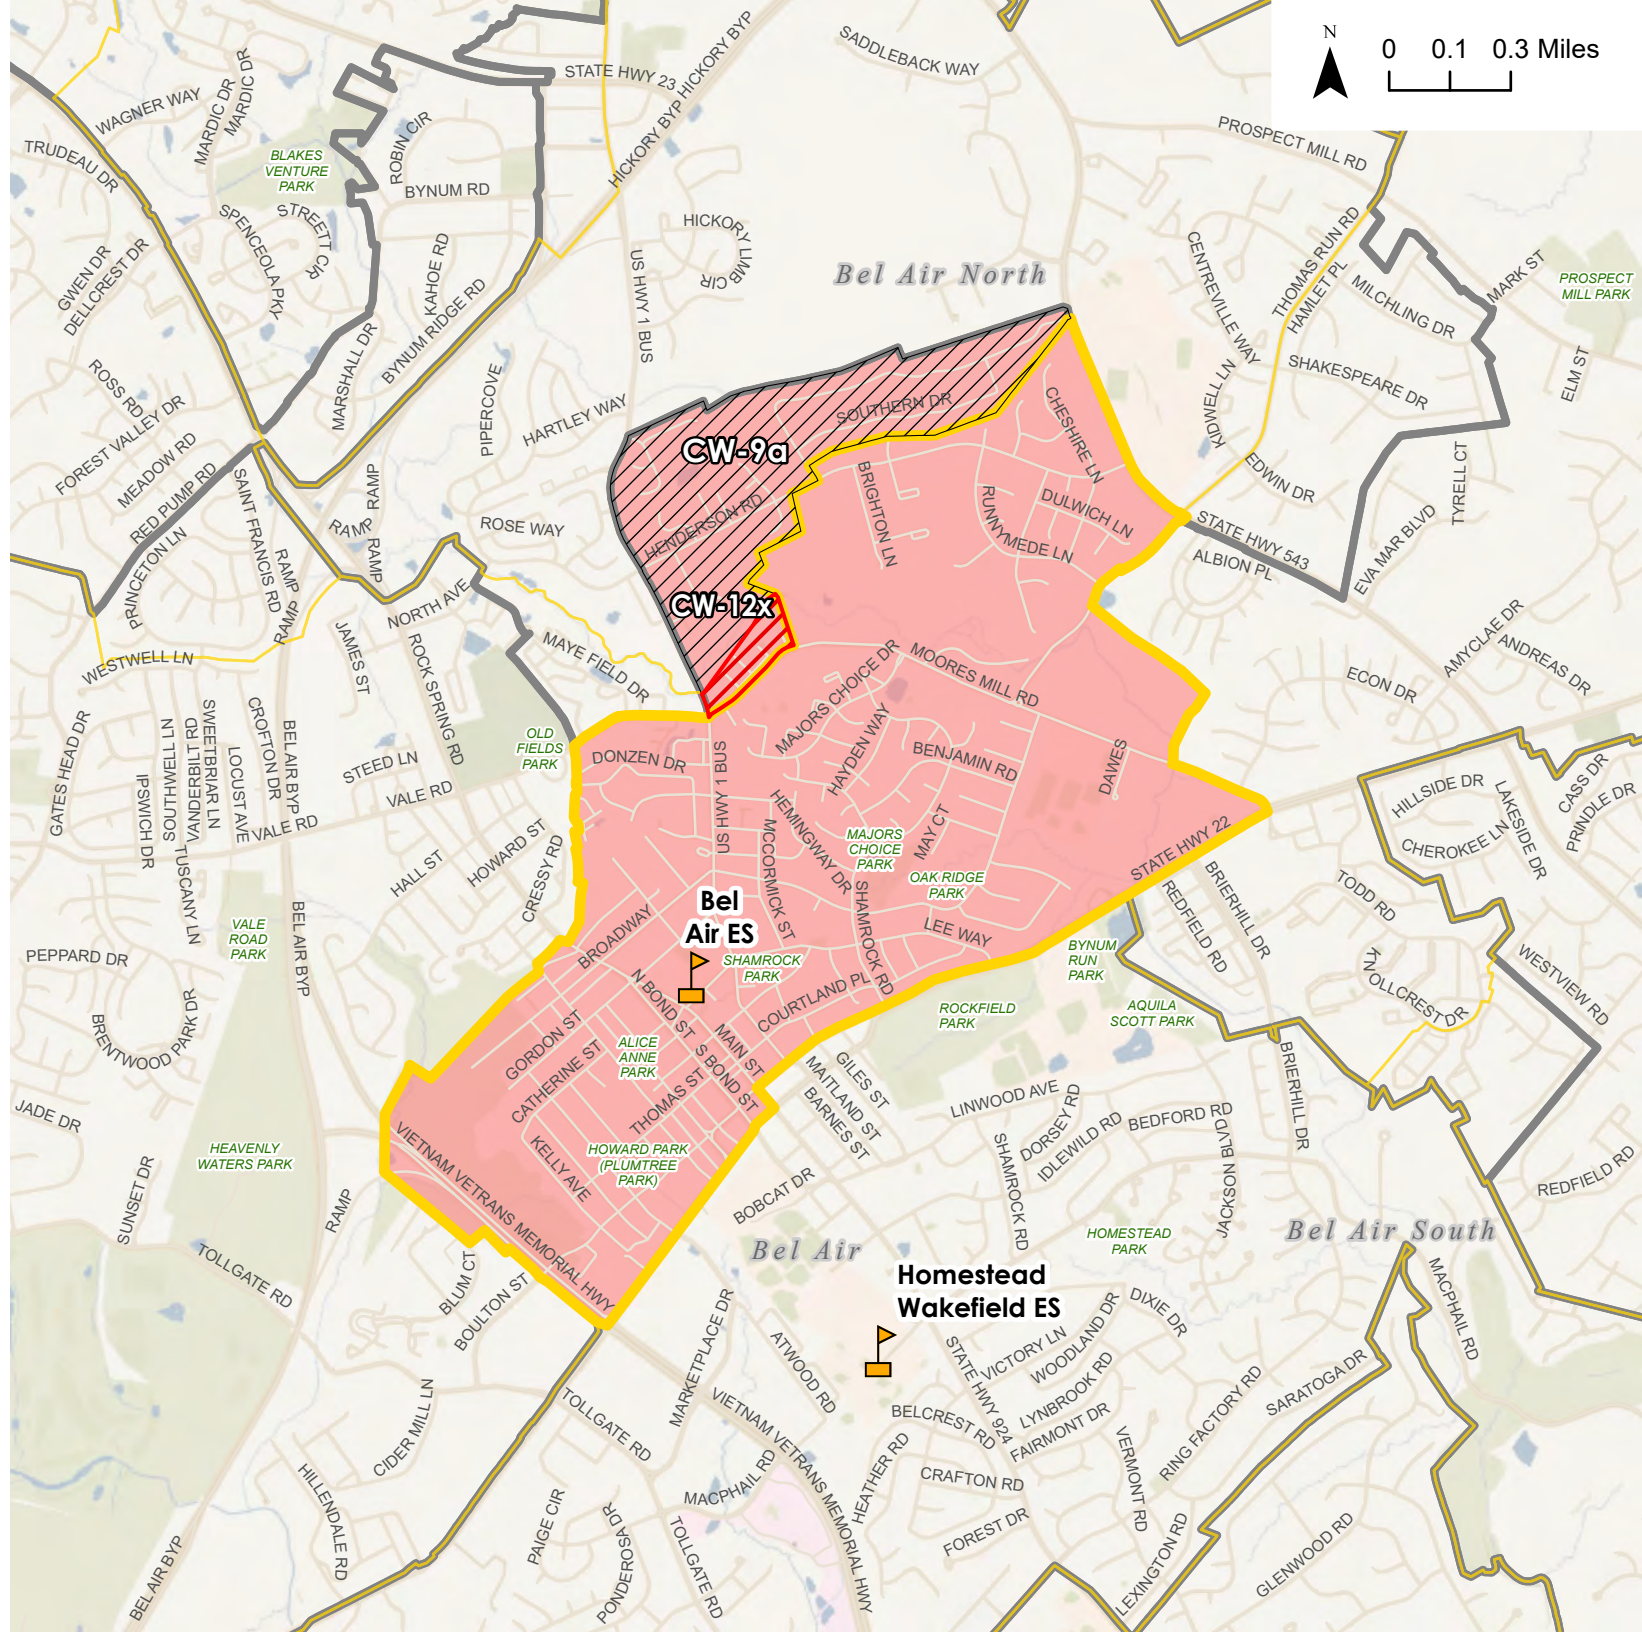 N
0 0.1 0.3 Miles
SADDLEBACK WAY
STATE HWY 23
HICKORY BYP
HICKORY BYP
WAGNER WAY
MARDIC DR
MARDIC DR
TRUDEAU DR
BLAKES
VENTURE
PARK
ROBIN CIR
BYNUM RD
PROSPECT MILL RD
SPENCEOLA PKY
STREETT CIR
KAHOE RD
HICKORY LIMB
CIR
US HWY 1 BUS
Bel Air North
CENTREVILLE WAY
THOMAS RUN RD
HAMLET PL
MARK ST
MILCHLING DR
PROSPECT
MILL PARK
GWEN DR
DELLCREST DR
MARSHALL DR
BYNUM RIDGE RD
SHAKESPEARE DR
ELM ST
KIDWELL LN
ROSS RD
FOREST VALLEY DR
MEADOW RD
RED PUMP RD
PIPERCOVE
HARTLEY WAY
SOUTHERN DR
CHESHIRE LN
CW-9a
EDWIN DR
TYRELL CT
SAINT FRANCIS RD
RAMP
RAMP
RAMP
ROSE WAY
HENDERSON RD
BRIGHTON LN
RUNNYMEDE LN
DULWICH LN
STATE HWY 543
ALBION PL
EVA MAR BLVD
PRINCETON LN
RAMP
RAMP
NORTH AVE
CW-12x
WESTWELL LN
JAMES ST
ROCK SPRING RD
MAYE FIELD DR
MAJORS CHOICE DR
MOORES MILL RD
AMYCLAE DR
ANDREAS DR
ECON DR
GATES HEAD DR
IPSWICH DR
SOUTHWELL LN
VANDERBILT RD
SWEETBRIAR LN
LOCUST AVE
CROFTON DR
BEL AIR BYP
STEED LN
VALE RD
VALE RD
OLD
FIELDS
PARK
DONZEN DR
US HWY 1 BUS
HAYDEN WAY
BENJAMIN RD
DAWES
HILLSIDE DR
CHEROKEE LN
LAKESIDE DR
CASS DR
PRINDLE DR
TUSCANY LN
HALL ST
HOWARD ST
CRESSY RD
MCCORMICK ST
HEMINGWAY DR
MAJORS
CHOICE
PARK
MAY CT
OAK RIDGE
PARK
STATE HWY 22
BRIERHILL DR
REDFIELD RD
TODD RD
PEPPARD DR
VALE
ROAD
PARK
BEL AIR BYP
BROADWAY
Bel
Air ES
SHAMROCK
PARK
SHAMROCK RD
LEE WAY
BYNUM
RUN
PARK
KNOLLCREST DR
WESTVIEW RD
BRENTWOOD PARK DR
N BOND ST
COURTLAND PL
ROCKFIELD
PARK
AQUILA
SCOTT PARK
GORDON ST
CATHERINE ST
ALICE
ANNE
PARK
THOMAS ST
S BOND ST
MAIN ST
GILES ST
MAITLAND ST
BARNES ST
LINWOOD AVE
DORSEY RD
IDLEWILD RD
BEDFORD RD
BRIERHILL DR
JADE DR
HEAVENLY
WATERS PARK
VIETNAM VETRANS MEMORIAL HWY
KELLY AVE
HOWARD PARK
(PLUMTREE
PARK)
BOBCAT DR
SHAMROCK RD
JACKSON BLVD
REDFIELD RD
SUNSET DR
RAMP
TOLLGATE RD
BLUM CT
BOULTON ST
Bel Air
HOMESTEAD
PARK
Bel Air South
Homestead
Wakefield ES
MACPHAIL RD
MARKETPLACE DR
ATWOOD RD
STATE HWY 924
VICTORY LN
WOODLAND DR
DIXIE DR
LYNBROOK RD
FAIRMONT DR
SARATOGA DR
RING FACTORY RD
CIDER MILL LN
TOLLGATE RD
VIETNAM VETRANS MEMORIAL HWY
BELCREST RD
HEATHER RD
CRAFTON RD
VERMONT RD
HILLENDALE RD
MACPHAIL RD
PAIGE CIR
PONDEROSA DR
TOLLGATE RD
FOREST DR
LEXINGTON RD
GLENWOOD RD
BEL AIR BYP